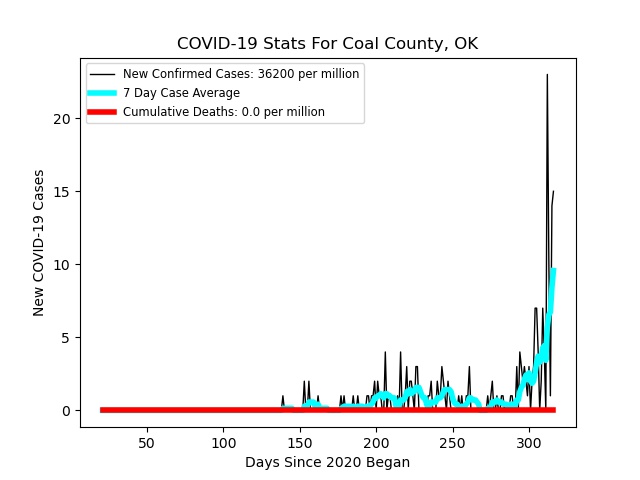 COVID-19 Stats For Coal County, OK
New Confirmed Cases: 36200 per million
7 Day Case Average
Cumulative Deaths: 0.0 per million
New COVID-19 Cases
20
15
10
5
0
50 100 150 200 250 300
Days Since 2020 Began